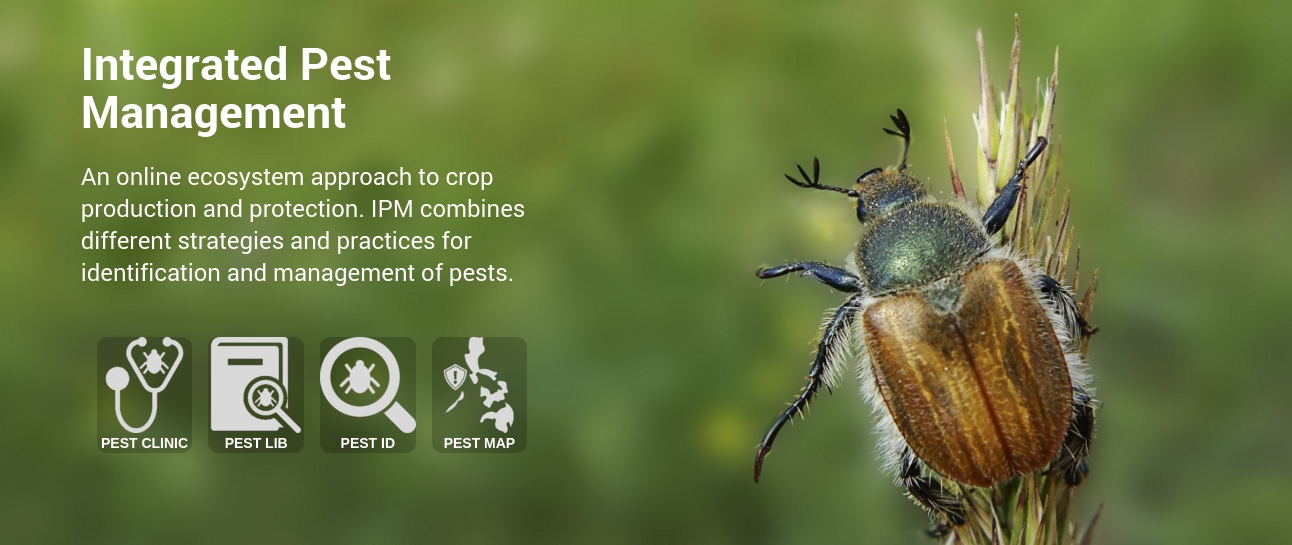 Integrated Pest
Management
An online ecosystem approach to crop
production and protection. IPM combines
different strategies and practices for
identification and management of pests.
PEST CLINIC
PEST LIB
PEST ID
PEST MAP